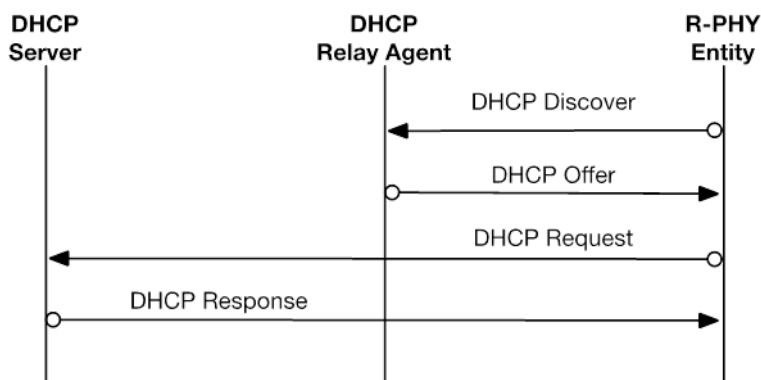 DHCP
Server
DHCP
Relay Agent
R-PHY
Entity
DHCP Discover
DHCP Offer
DHCP Request
DHCP Response